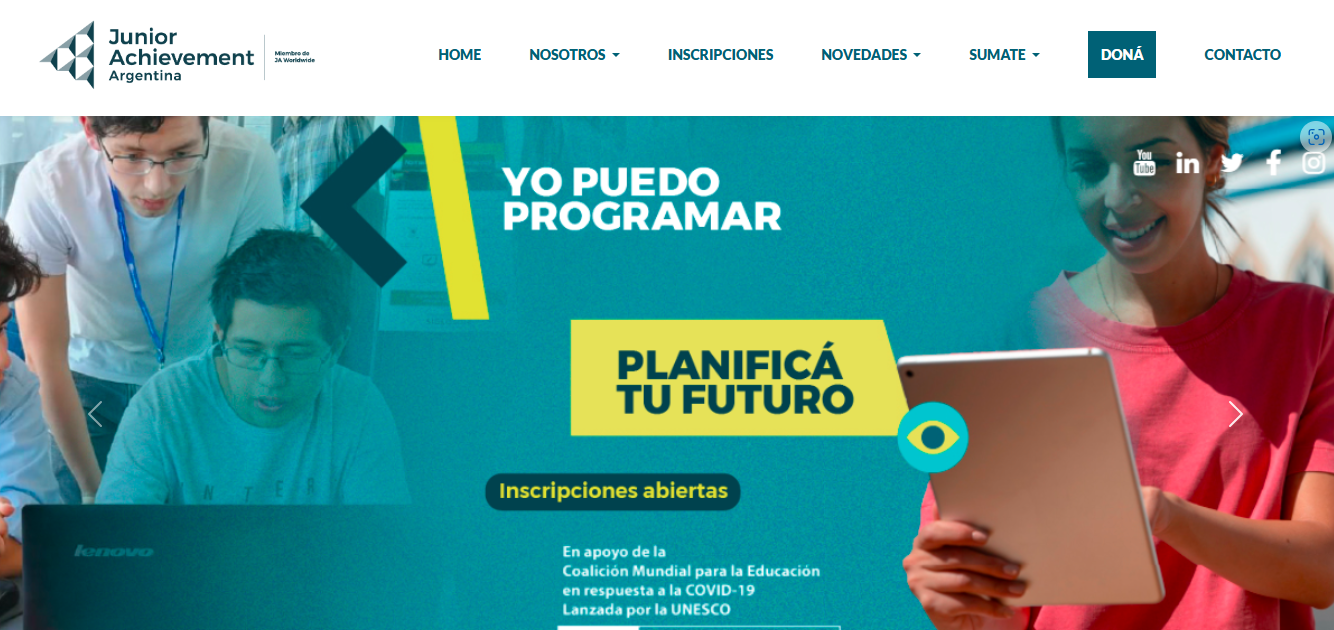 Junior
Achievement
Argentina
Miembro de
JA Worldwide
HOME
NOSOTROS
INSCRIPCIONES
NOVEDADES
SUMATE
DONÁ
CONTACTO
You
Tube
in
YO PUEDO
PROGRAMAR
PLANIFICÁ
TU FUTURO
Inscripciones abiertas
En apoyo de la
Coalición Mundial para la Educación
en respuesta a la COVID-19
Lanzada por la UNESCO
lenovo